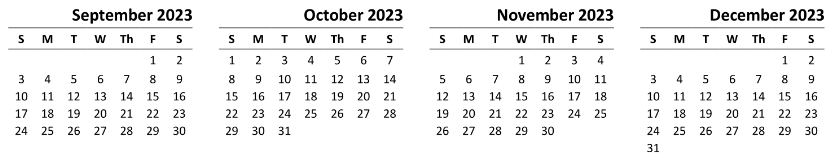 September 2023 October 2023 November 2023 December 2023
S M T W Th F S S M T W Th F S S M T W Th F S S M T W Th F S
1 2 1 2 3 4 5 6 7 1 2 3 4 1 2
3 4 5 6 7 8 9 8 9 10 11 12 13 14 5 6 7 8 9 10 11 3 4 5 6 7 8 9
10 11 12 13 14 15 16 15 16 17 18 19 20 21 12 13 14 15 16 17 18 10 11 12 13 14 15 16
17 18 19 20 21 22 23 22 23 24 25 26 27 28 19 20 21 22 23 24 25 17 18 19 20 21 22 23
24 25 26 27 28 29 30 29 30 31 26 27 28 29 30 24 25 26 27 28 29 30
31